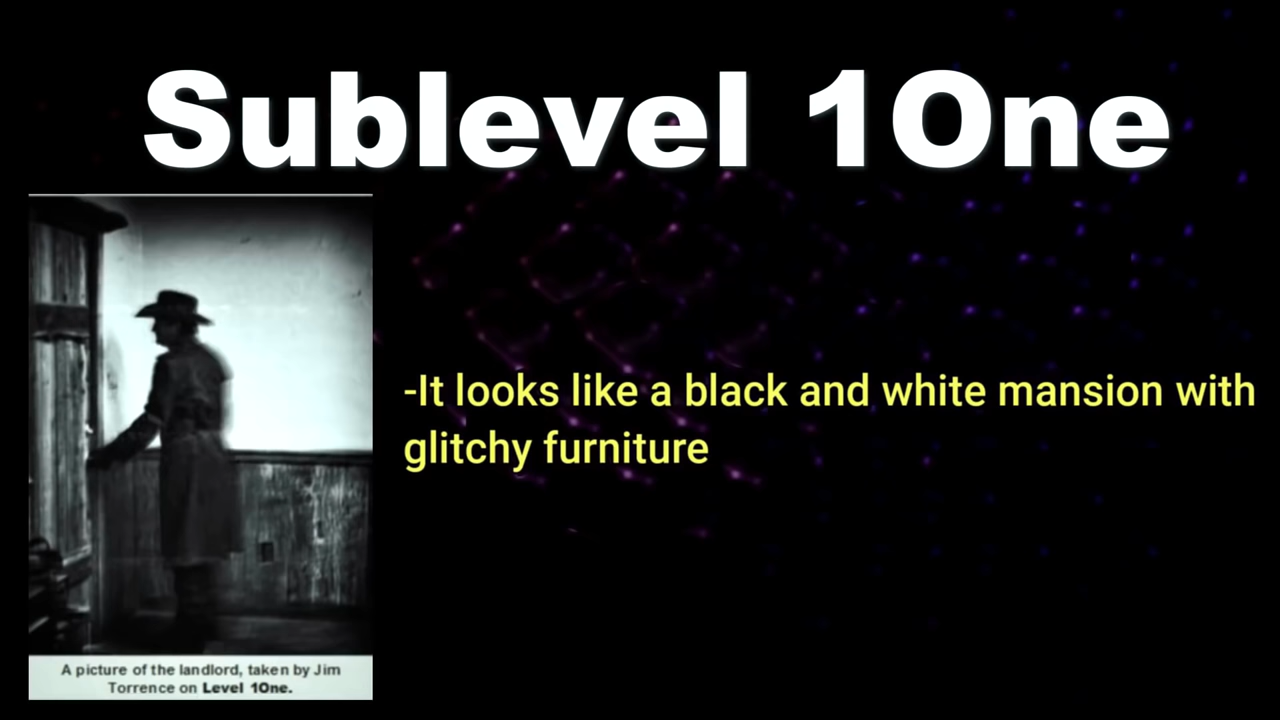 Sublevel 1One
-It looks like a black and white mansion with
glitchy furniture
A picture of the landlord, taken by Jim
Torrence on Level 1One.